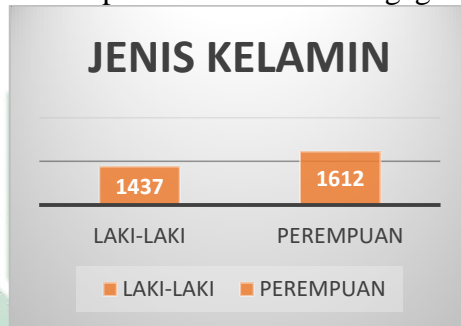 JENIS KELAMIN
1437
1612
LAKI-LAKI
PEREMPUAN
LAKI-LAKI
PEREMPUAN